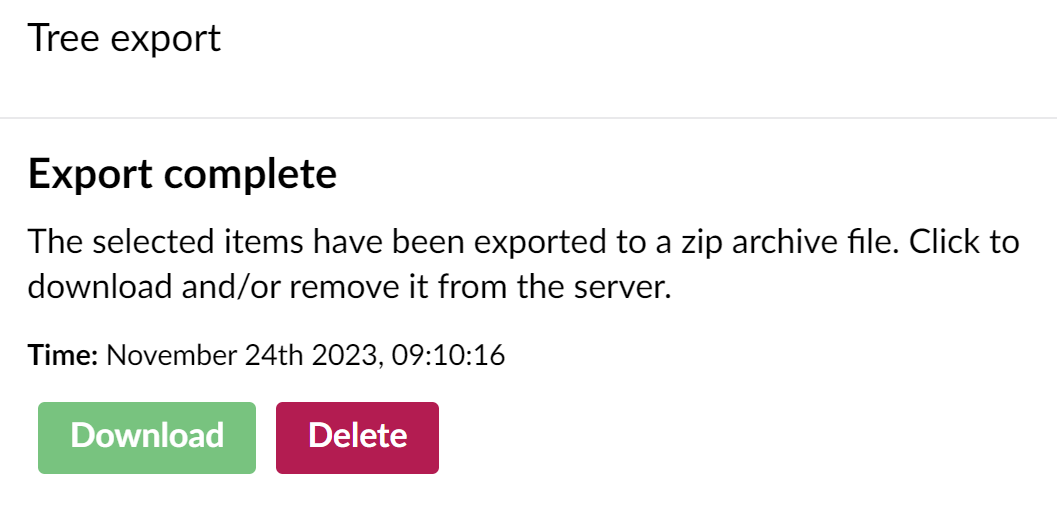 Tree export
Export complete
The selected items have been exported to a zip archive file. Click to
download and/or remove it from the server.
Time: November 24th 2023, 09:10:16
Download Delete